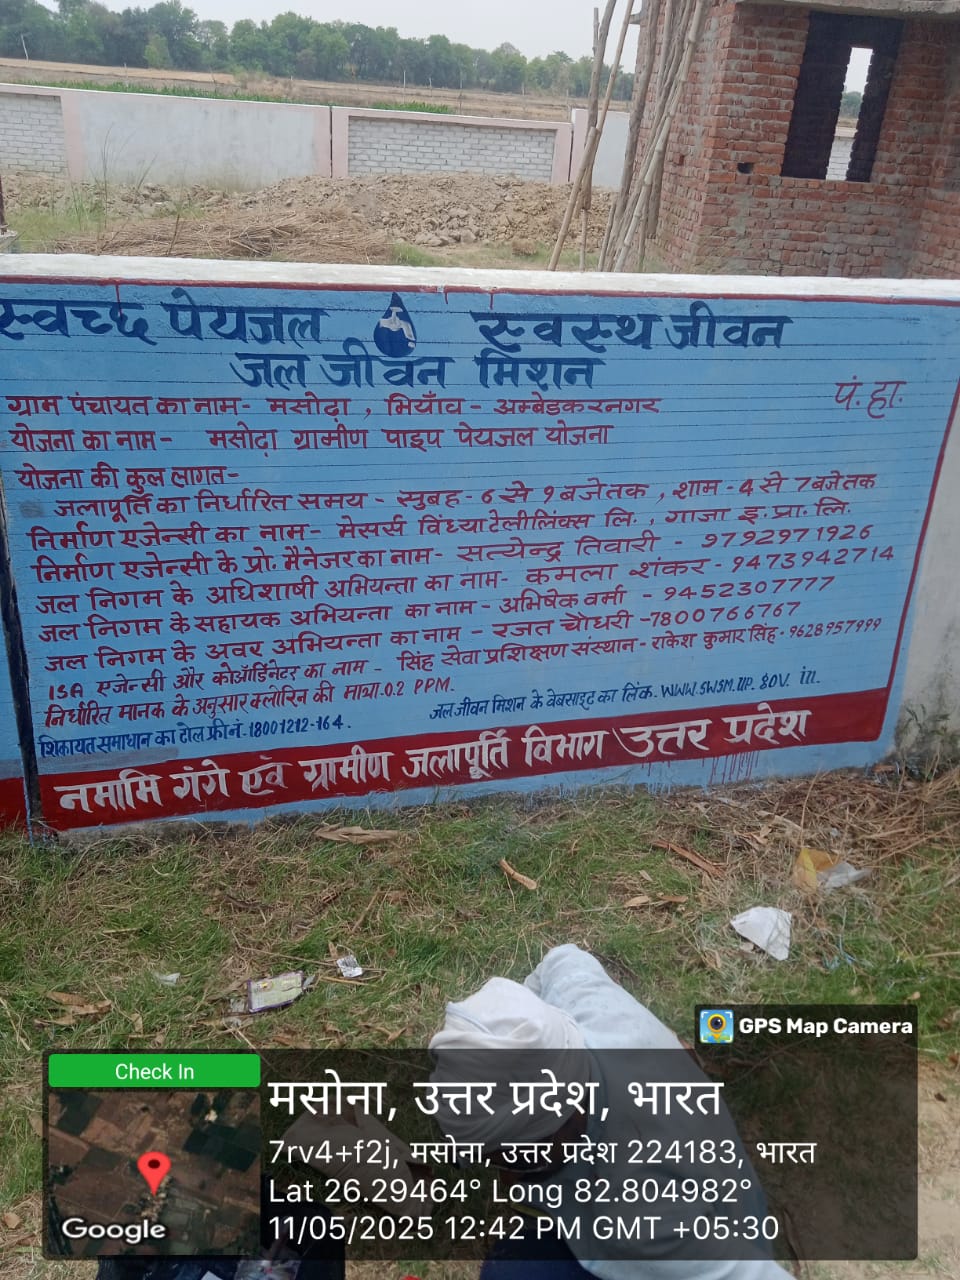 स्वच्छ पेयजल स्वस्थ जीवन
जल जीवन मिशन
पं. हा.
ग्राम पंचायत का नाम- मसोढ़ा , भियाँव - अम्बेडकरनगर
योजना का नाम- मसोढ़ा ग्रामीण पाइप पेयजल योजना
योजना की कुल लागत-
जलापूर्ति का निर्धारित समय - सुबह- 6 से 9 बजे तक , शाम - 4 से 7 बजे तक
निर्माण एजेन्सी का नाम- मेसर्स विंध्या टेलीलिंक्स लि. , गाजा इ. प्रा. लि.
निर्माण एजेन्सी के प्रो. मैनेजर का नाम- सत्येन्द्र तिवारी - 9792971926
जल निगम के अधिशाषी अभियन्ता का नाम- कमला शंकर - 9473942714
जल निगम के सहायक अभियन्ता का नाम - अभिषेक वर्मा - 9452307777
जल निगम के अवर अभियन्ता का नाम - रजत चौधरी -7800766767
ISA एजेन्सी और कोऑर्डिनेटर का नाम - सिंह सेवा प्रशिक्षण संस्थान - राकेश कुमार सिंह - 9628957999
निर्धारित मानक के अनुसार क्लोरिन की मात्रा 0.2 PPM.
शिकायत समाधान का टोल फ्री नं. 18001212-164. जल जीवन मिशन के वेबसाइट का लिंक. WWW.SWSM.UP.gov.in.
नमामि गंगे एवं ग्रामीण जलापूर्ति विभाग उत्तर प्रदेश
GPS Map Camera
Check In
मसोना, उत्तर प्रदेश, भारत
7rv4+f2j, मसोना, उत्तर प्रदेश 224183, भारत
Lat 26.29464° Long 82.804982°
11/05/2025 12:42 PM GMT +05:30
Google